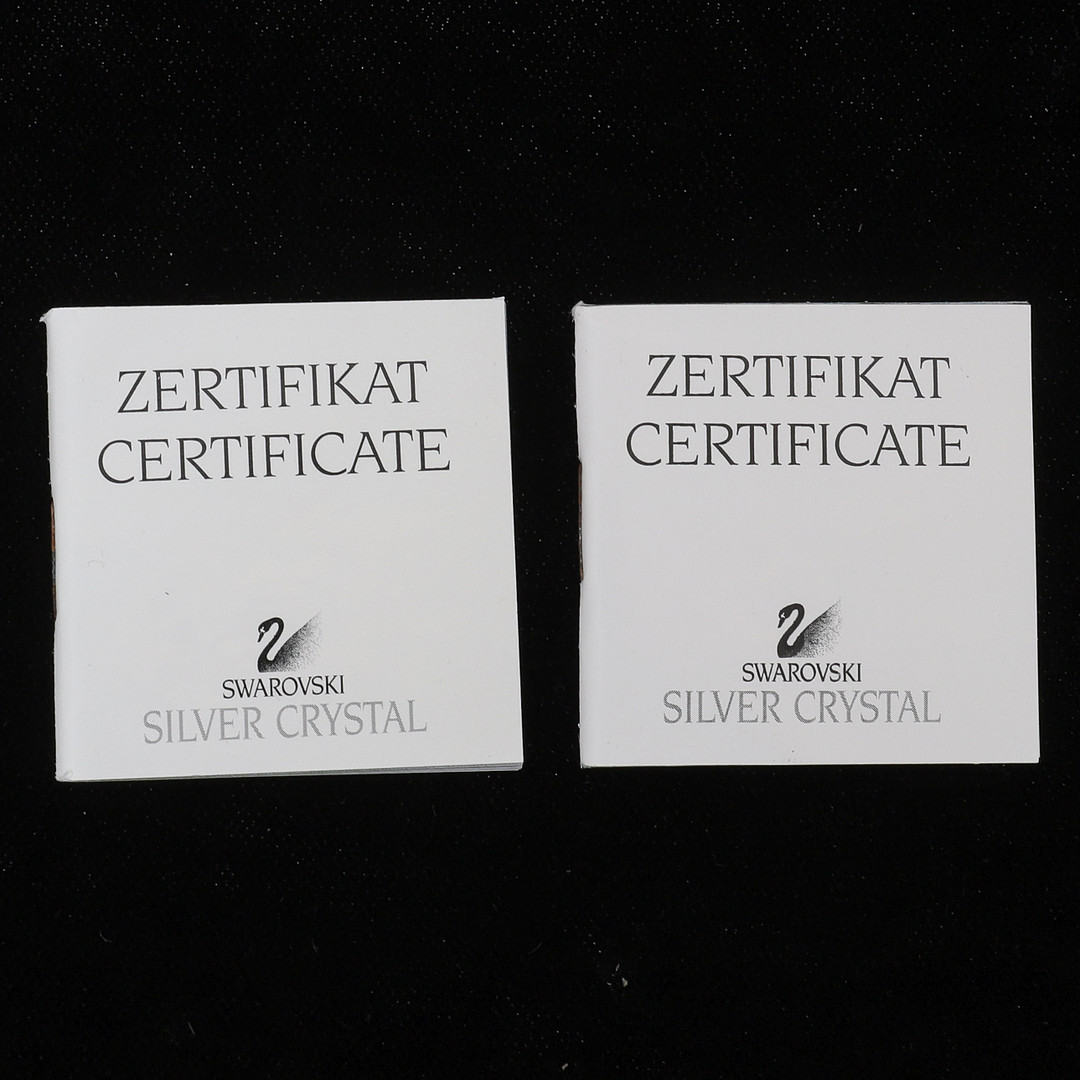 ZERTIFIKAT
CERTIFICATE
SWAROVSKI
SILVER CRYSTAL
ZERTIFIKAT
CERTIFICATE
SWAROVSKI
SILVER CRYSTAL